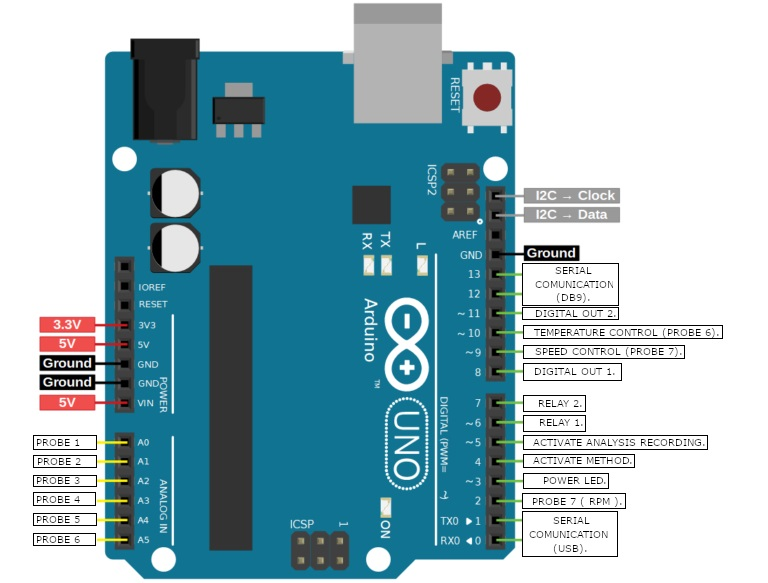 RESET
ICSP2
I2C → Clock
I2C → Data
AREF
GND
Ground
RX
TX
L
13
12
SERIAL
COMUNICATION
(DB9).
~ 11
DIGITAL OUT 2.
~ 10
TEMPERATURE CONTROL (PROBE 6).
~ 9
SPEED CONTROL (PROBE 7).
8
DIGITAL OUT 1.
IOREF
RESET
3.3V
3V3
5V
5V
Ground
GND
Ground
GND
5V
VIN
POWER
Arduino
TM
UNO
DIGITAL (PWM=
~)
7
RELAY 2.
~ 6
RELAY 1.
~ 5
ACTIVATE ANALYSIS RECORDING.
4
ACTIVATE METHOD.
~ 3
POWER LED.
2
PROBE 7 ( RPM ).
TX0 ▶ 1
RX0 ◀ 0
SERIAL
COMUNICATION
(USB).
PROBE 1
A0
PROBE 2
A1
PROBE 3
A2
PROBE 4
A3
PROBE 5
A4
PROBE 6
A5
ANALOG IN
ICSP
1
ON